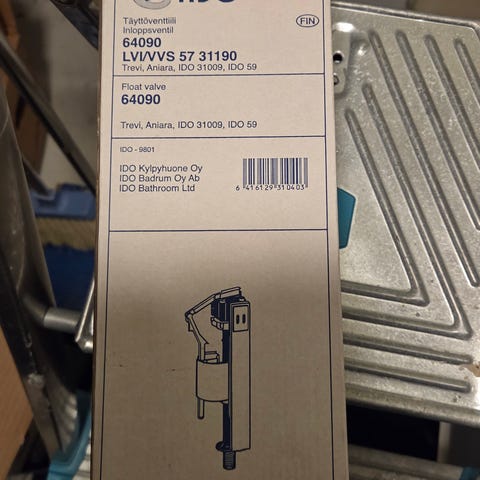 IDO
FIN
Täyttöventtiili
Inloppsventil
64090
LVI/VVS 57 31190
Trevi, Aniara, IDO 31009, IDO 59
Float valve
64090
Trevi, Aniara, IDO 31009, IDO 59
IDO - 9801
IDO Kylpyhuone Oy
IDO Badrum Oy Ab
IDO Bathroom Ltd
6 416129 310403